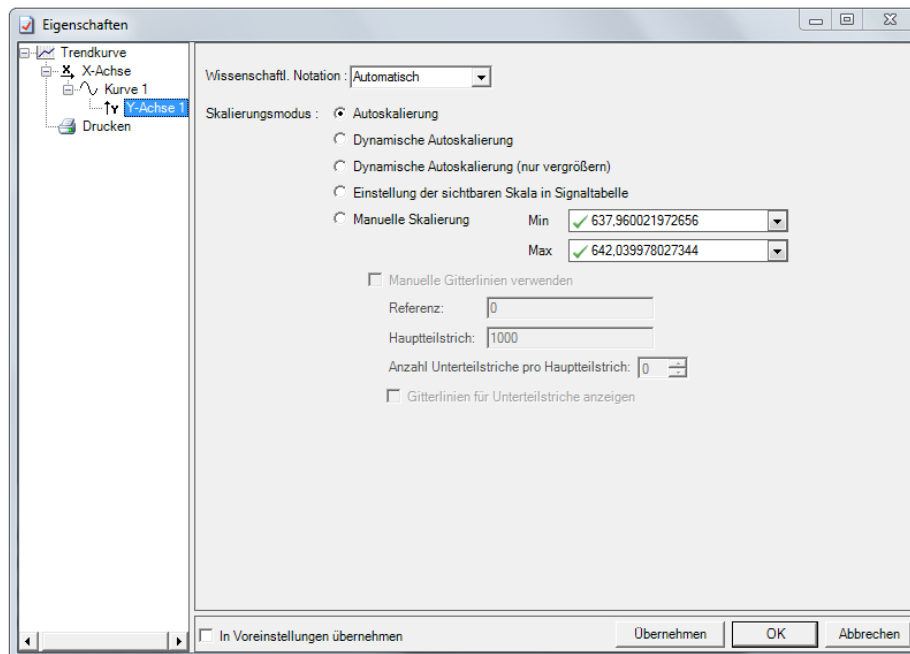 Eigenschaften
Trendkurve
X-Achse
Kurve 1
Y-Achse 1
Drucken
Wissenschaftl. Notation : Automatisch
Skalierungsmodus : Autoskalierung
Dynamische Autoskalierung
Dynamische Autoskalierung (nur vergrößern)
Einstellung der sichtbaren Skala in Signaltabelle
Manuelle Skalierung Min 637,960021972656
Max 642,039978027344
Manuelle Gitterlinien verwenden
Referenz: 0
Hauptteilstrich: 1000
Anzahl Unterteilstriche pro Hauptteilstrich: 0
Gitterlinien für Unterteilstriche anzeigen
In Voreinstellungen übernehmen Übernehmen OK Abbrechen